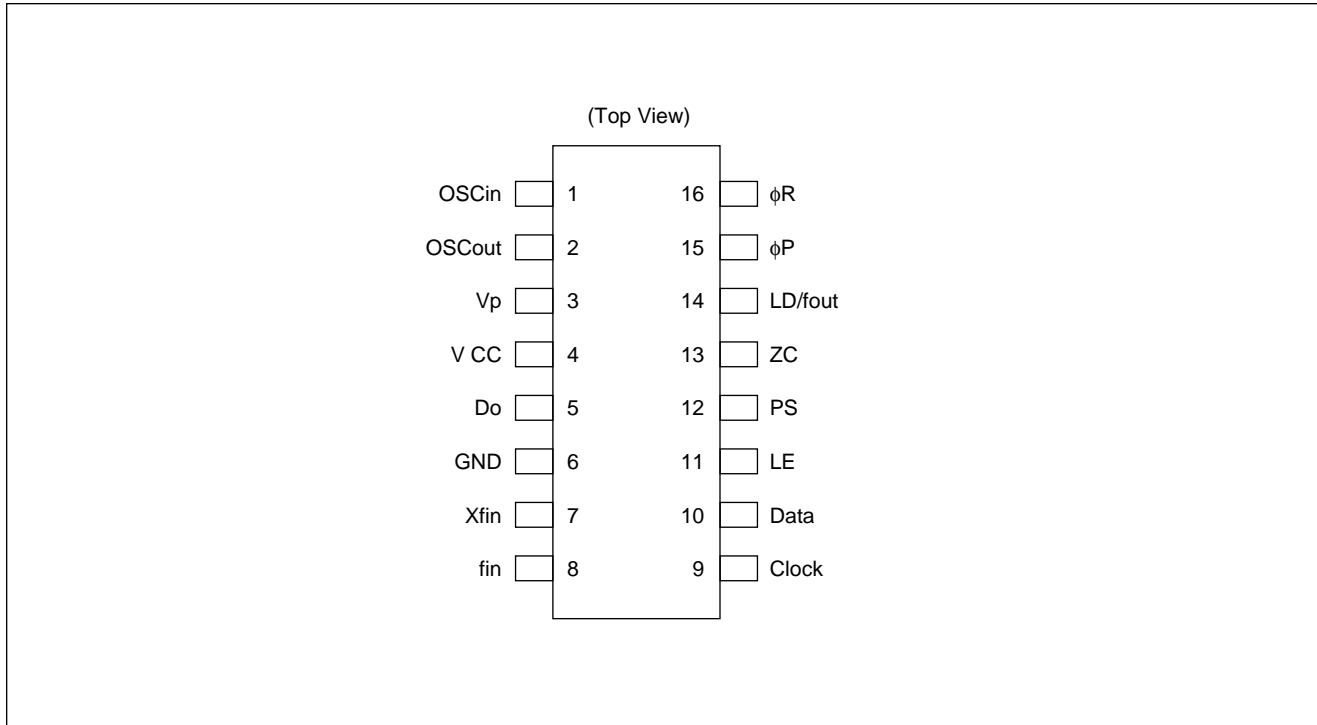 (Top View)
OSCin 1 16 ϕR
OSCout 2 15 ϕP
Vp 3 14 LD/fout
V CC 4 13 ZC
Do 5 12 PS
GND 6 11 LE
Xfin 7 10 Data
fin 8 9 Clock